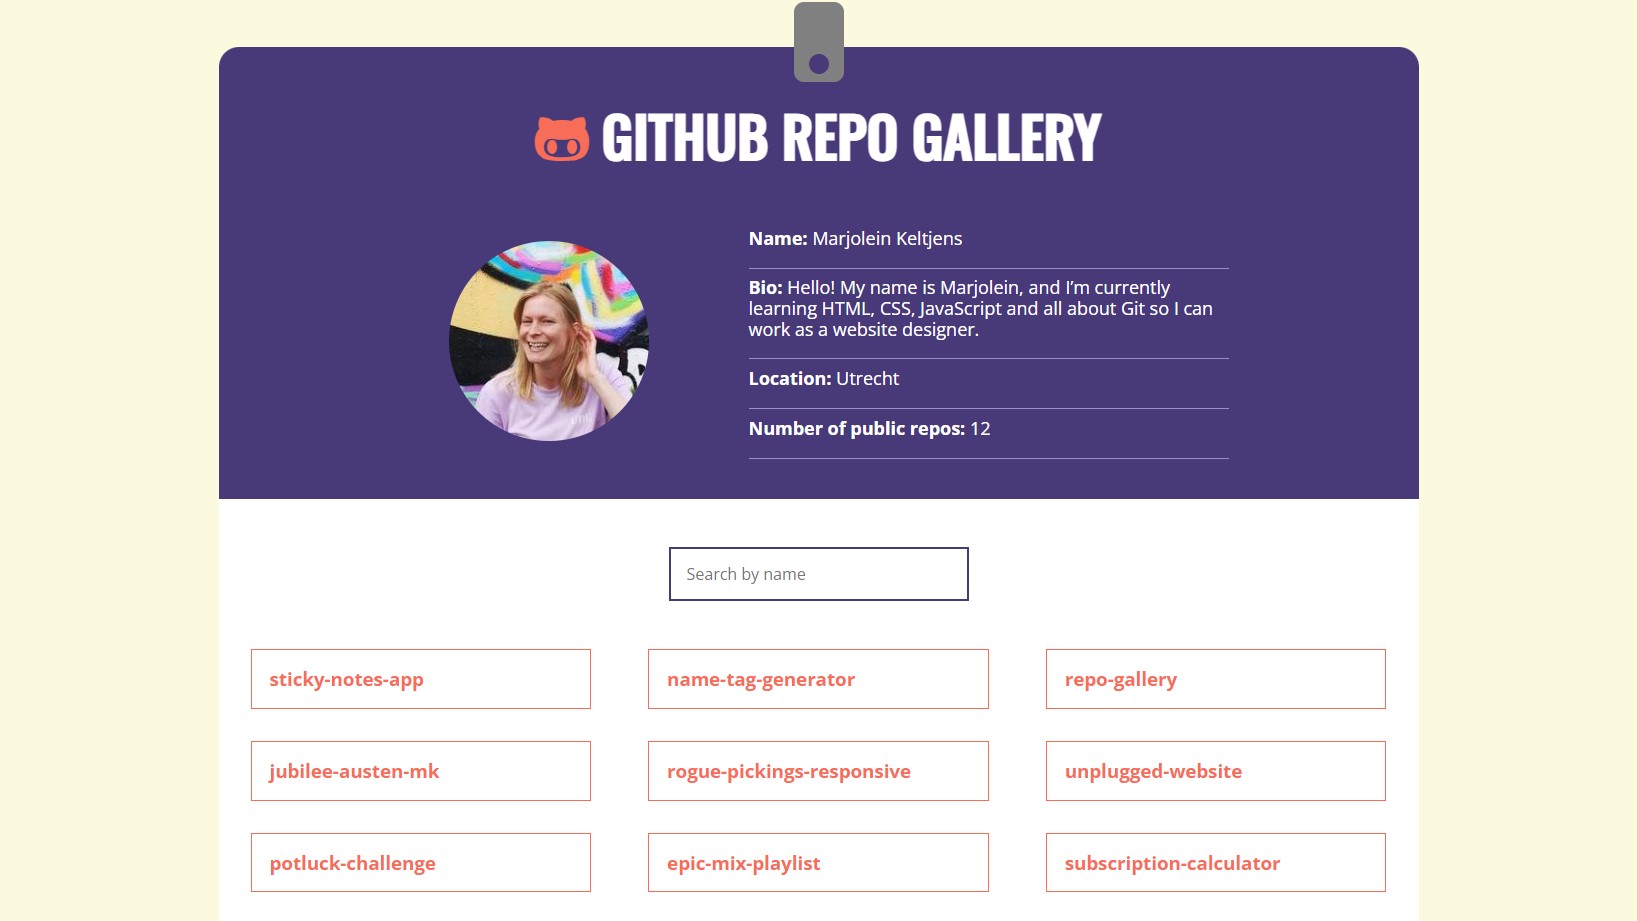 GITHUB REPO GALLERY
Name: Marjolein Keltjens
Bio: Hello! My name is Marjolein, and I'm currently
learning HTML, CSS, JavaScript and all about Git so I can
work as a website designer.
Location: Utrecht
Number of public repos: 12
Search by name
sticky-notes-app
name-tag-generator
repo-gallery
jubilee-austen-mk
rogue-pickings-responsive
unplugged-website
potluck-challenge
epic-mix-playlist
subscription-calculator